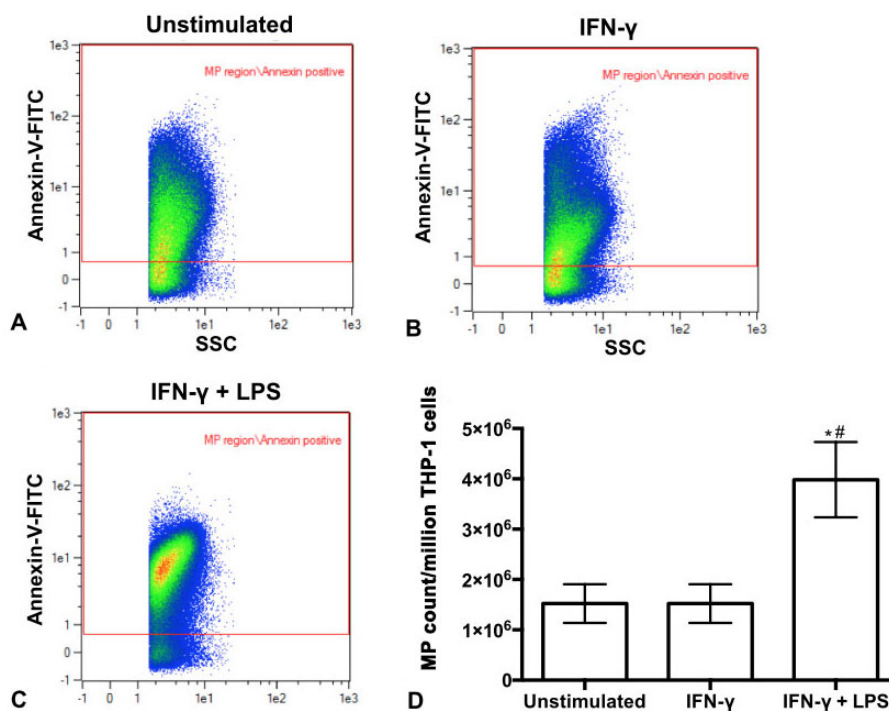 Unstimulated
1e3
MP region\Annexin positive
1e2
1e1
1
0
-1
Annexin-V-FITC
-1 0 1 1e1 1e2 1e3
SSC
A
IFN-γ
1e3
MP region\Annexin positive
1e2
1e1
1
0
-1
Annexin-V-FITC
-1 0 1 1e1 1e2 1e3
SSC
B
IFN-γ + LPS
1e3
MP region\Annexin positive
1e2
1e1
1
0
-1
Annexin-V-FITC
-1 0 1 1e1 1e2 1e3
SSC
C
MP count/million THP-1 cells
5×10⁶
4×10⁶
3×10⁶
2×10⁶
1×10⁶
0
*#
Unstimulated IFN-γ IFN-γ + LPS
D